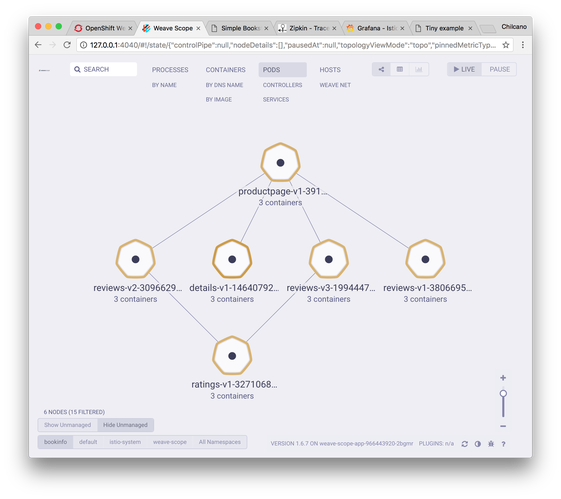 OpenShift We
Weave Scope
Simple Books
Zipkin - Trace
Grafana - Isti
Tiny example
Chilcano
127.0.0.1:4040/#!/state/{"controlPipe":null,"nodeDetails":[],"pausedAt":null,"topologyViewMode":"topo","pinnedMetricTyp...
SEARCH
PROCESSES
CONTAINERS
PODS
HOSTS
LIVE
PAUSE
BY NAME
BY DNS NAME
CONTROLLERS
WEAVE NET
BY IMAGE
SERVICES
productpage-v1-391...
3 containers
reviews-v2-3096629...
3 containers
details-v1-14640792...
3 containers
reviews-v3-1994447...
3 containers
reviews-v1-3806695...
3 containers
ratings-v1-3271068...
3 containers
6 NODES (15 FILTERED)
Show Unmanaged
Hide Unmanaged
bookinfo
default
istio-system
weave-scope
All Namespaces
VERSION 1.6.7 ON weave-scope-app-966443920-2bgmr
PLUGINS: n/a